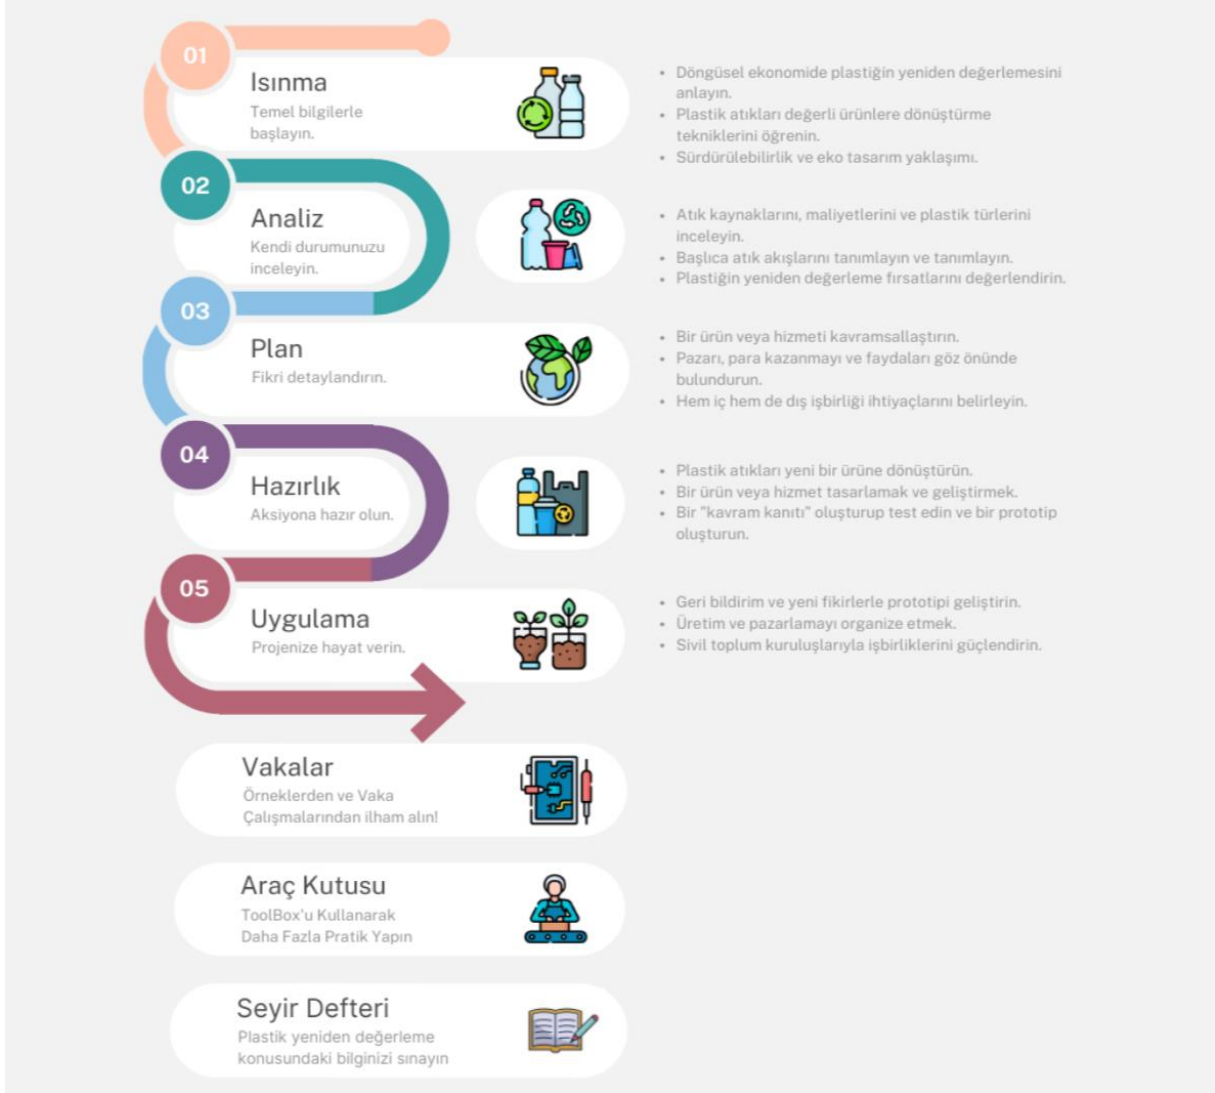 01
Isınma
Temel bilgilerle
başlayın.
• Döngüsel ekonomide plastiğin yeniden değerlemesini
anlayın.
• Plastik atıkları değerli ürünlere dönüştürme
tekniklerini öğrenin.
• Sürdürülebilirlik ve eko tasarım yaklaşımı.
02
Analiz
Kendi durumunuzu
inceleyin.
• Atık kaynaklarını, maliyetlerini ve plastik türlerini
inceleyin.
• Başlıca atık akışlarını tanımlayın ve tanımlayın.
• Plastiğin yeniden değerleme fırsatlarını değerlendirin.
03
Plan
Fikri detaylandırın.
• Bir ürün veya hizmeti kavramsallaştırın.
• Pazarı, para kazanmayı ve faydaları göz önünde
bulundurun.
• Hem iç hem de dış işbirliği ihtiyaçlarını belirleyin.
04
Hazırlık
Aksiyona hazır olun.
• Plastik atıkları yeni bir ürüne dönüştürün.
• Bir ürün veya hizmet tasarlamak ve geliştirmek.
• Bir "kavram kanıtı" oluşturup test edin ve bir prototip
oluşturun.
05
Uygulama
Projenize hayat verin.
• Geri bildirim ve yeni fikirlerle prototipi geliştirin.
• Üretim ve pazarlamayı organize etmek.
• Sivil toplum kuruluşlarıyla işbirliklerini güçlendirin.
Vakalar
Örneklerden ve Vaka
Çalışmalarından ilham alın!
Araç Kutusu
ToolBox'u Kullanarak
Daha Fazla Pratik Yapın
Seyir Defteri
Plastik yeniden değerleme
konusundaki bilginizi sınayın